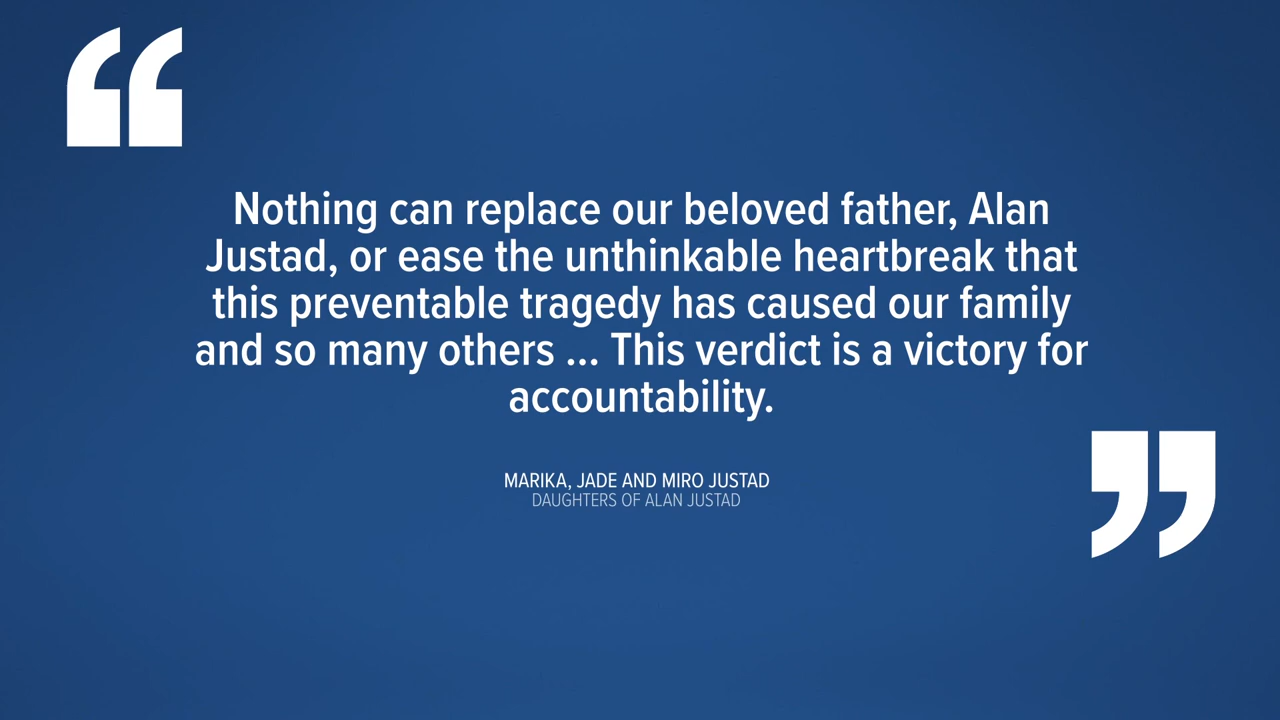 “
Nothing can replace our beloved father, Alan
Justad, or ease the unthinkable heartbreak that
this preventable tragedy has caused our family
and so many others ... This verdict is a victory for
accountability.
”
MARIKA, JADE AND MIRO JUSTAD
DAUGHTERS OF ALAN JUSTAD